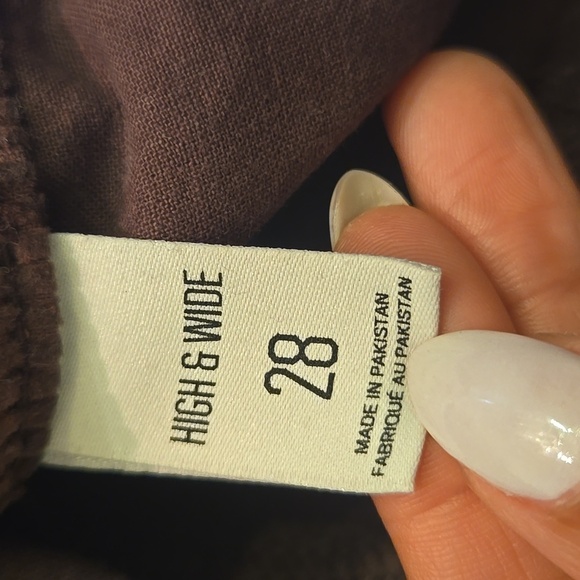 HIGH & WIDE
28
MADE IN PAKISTAN
FABRIQUÉ AU PAKISTAN